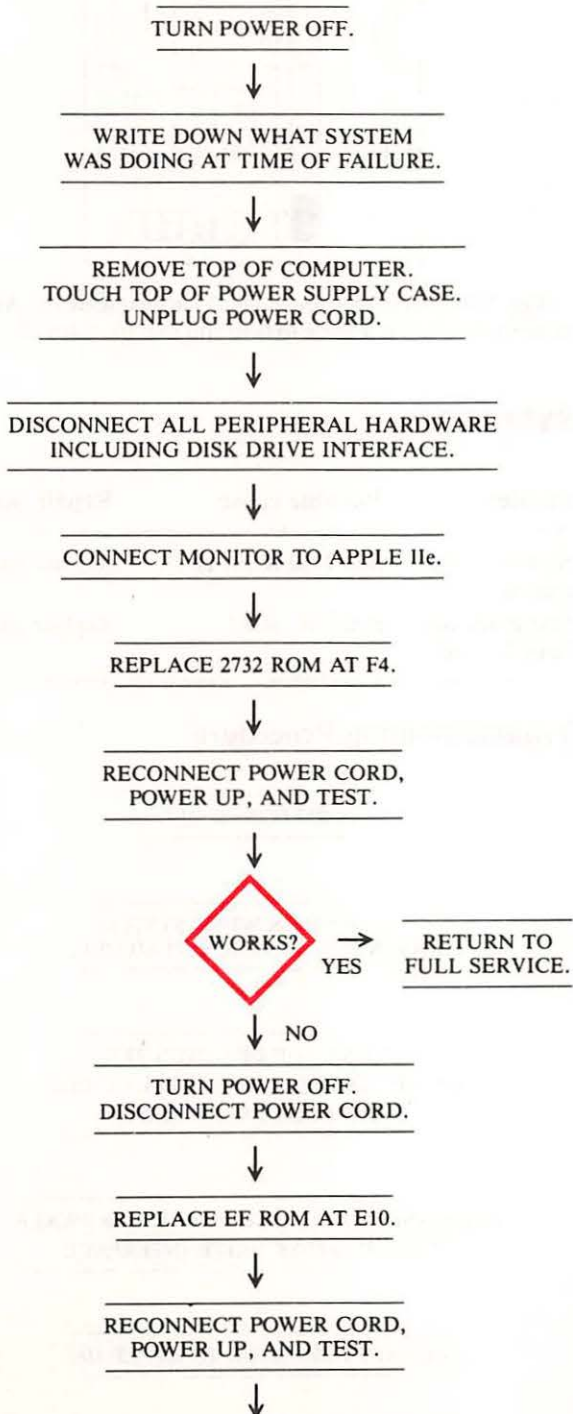 TURN POWER OFF.
WRITE DOWN WHAT SYSTEM
WAS DOING AT TIME OF FAILURE.
REMOVE TOP OF COMPUTER.
TOUCH TOP OF POWER SUPPLY CASE.
UNPLUG POWER CORD.
DISCONNECT ALL PERIPHERAL HARDWARE
INCLUDING DISK DRIVE INTERFACE.
CONNECT MONITOR TO APPLE IIe.
REPLACE 2732 ROM AT F4.
RECONNECT POWER CORD,
POWER UP, AND TEST.
WORKS?
YES
RETURN TO
FULL SERVICE.
NO
TURN POWER OFF.
DISCONNECT POWER CORD.
REPLACE EF ROM AT E10.
RECONNECT POWER CORD,
POWER UP, AND TEST.